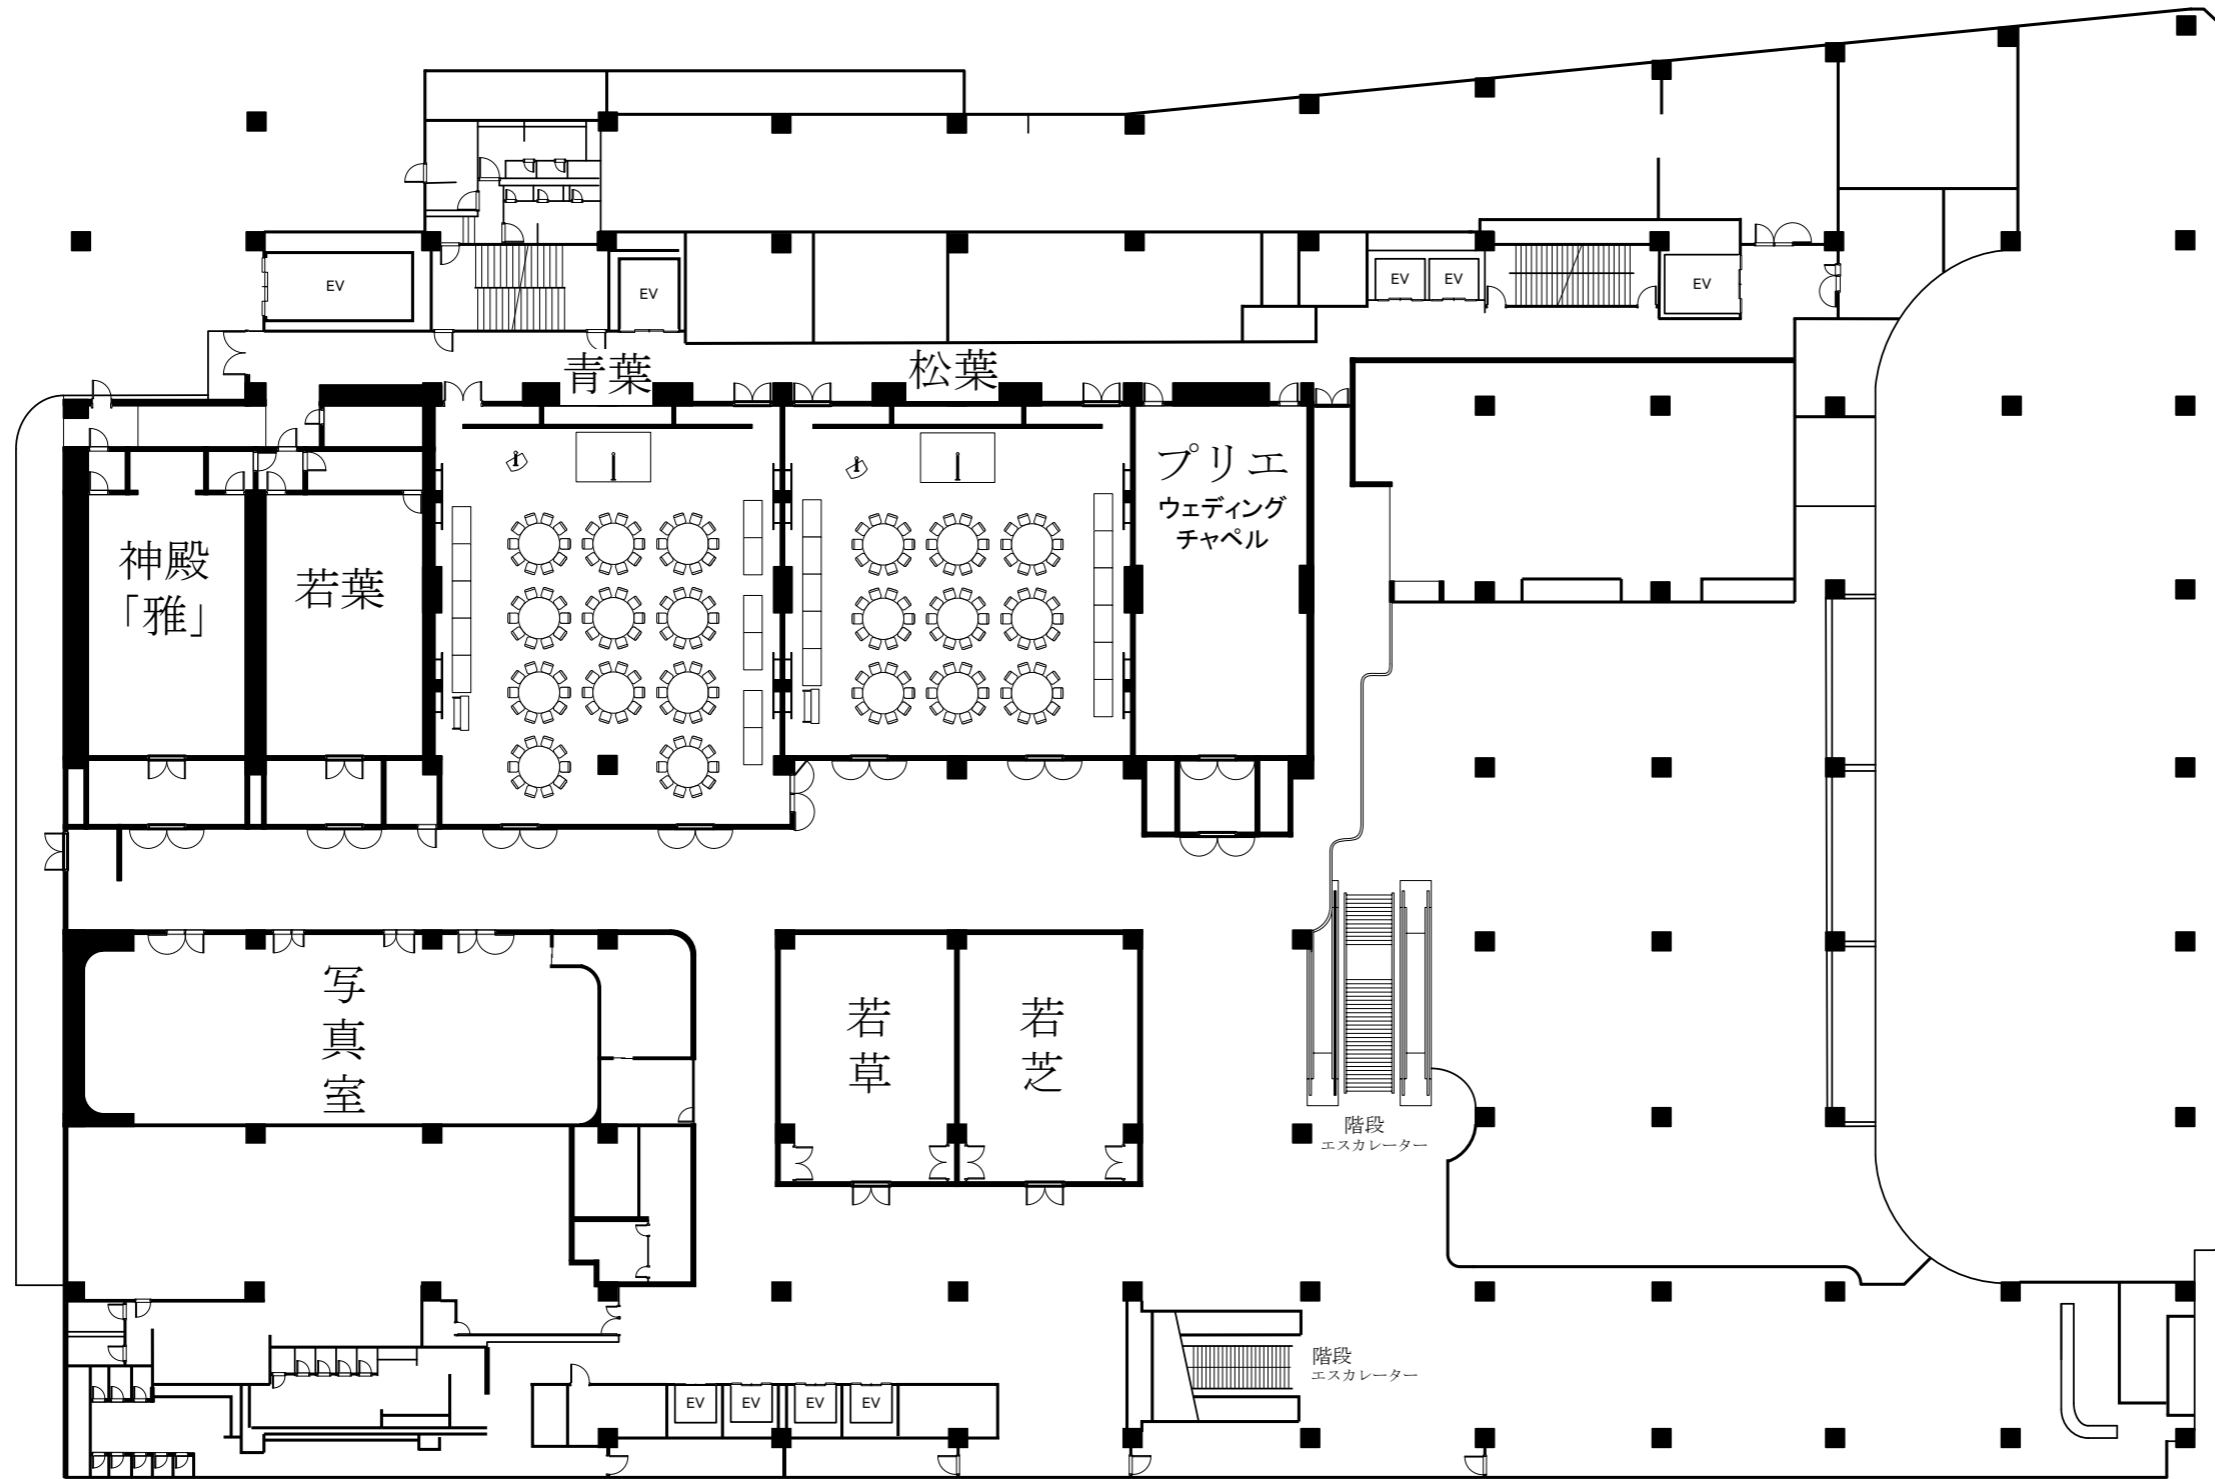 EV
EV
EV
EV
EV
青葉
松葉
プリエ
ウェディング
チャペル
神殿
「雅」
若葉
写真室
若草
若芝
階段
エスカレーター
階段
エスカレーター
EV
EV
EV
EV